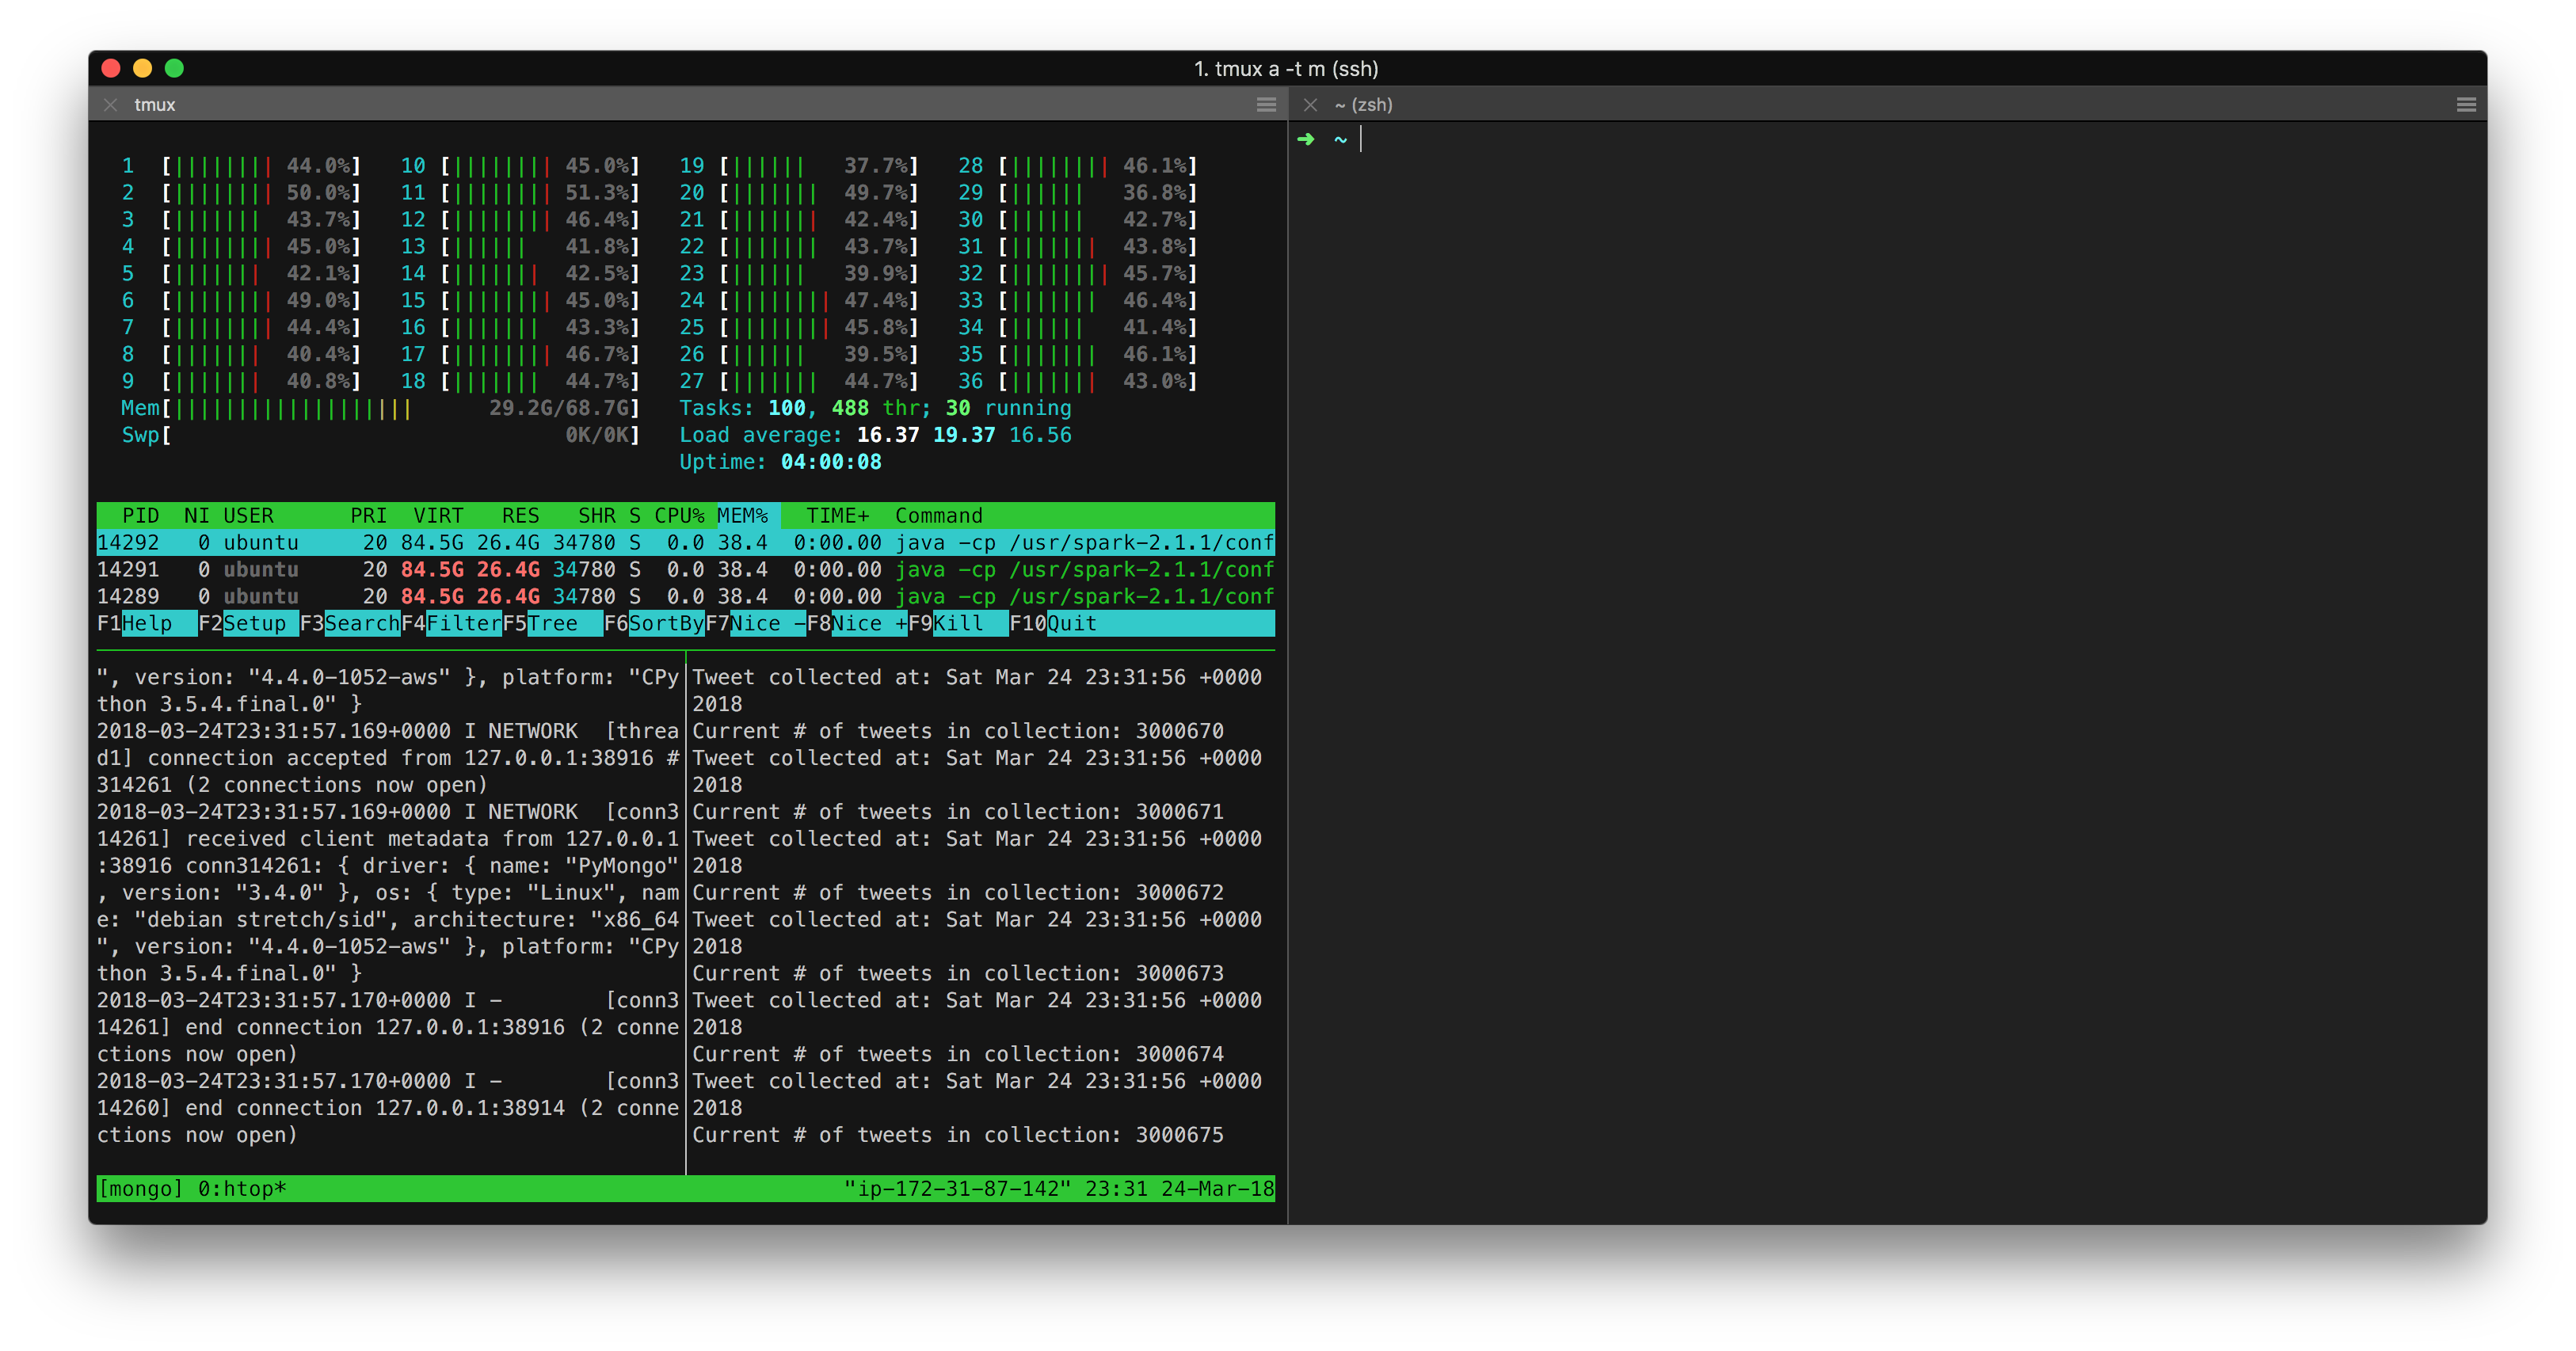 1. tmux a -t m (ssh)
tmux
~ (zsh)
➜ ~
1 [|||||||| 44.0%] 10 [|||||||| 45.0%] 19 [|||||| 37.7%] 28 [|||||||| 46.1%]
2 [|||||||| 50.0%] 11 [|||||||| 51.3%] 20 [||||||| 49.7%] 29 [|||||| 36.8%]
3 [||||||| 43.7%] 12 [|||||||| 46.4%] 21 [||||||| 42.4%] 30 [|||||| 42.7%]
4 [|||||||| 45.0%] 13 [|||||| 41.8%] 22 [||||||| 43.7%] 31 [||||||| 43.8%]
5 [||||||| 42.1%] 14 [||||||| 42.5%] 23 [|||||| 39.9%] 32 [|||||||| 45.7%]
6 [|||||||| 49.0%] 15 [|||||||| 45.0%] 24 [|||||||| 47.4%] 33 [||||||| 46.4%]
7 [|||||||| 44.4%] 16 [||||||| 43.3%] 25 [|||||||| 45.8%] 34 [|||||| 41.4%]
8 [||||||| 40.4%] 17 [|||||||| 46.7%] 26 [|||||| 39.5%] 35 [||||||| 46.1%]
9 [||||||| 40.8%] 18 [||||||| 44.7%] 27 [||||||| 44.7%] 36 [||||||| 43.0%]
Mem[||||||||||||||||||| 29.2G/68.7G] Tasks: 100, 488 thr; 30 running
Swp[ 0K/0K] Load average: 16.37 19.37 16.56
Uptime: 04:00:08
PID NI USER PRI VIRT RES SHR S CPU% MEM% TIME+ Command
14292 0 ubuntu 20 84.5G 26.4G 34780 S 0.0 38.4 0:00.00 java -cp /usr/spark-2.1.1/conf
14291 0 ubuntu 20 84.5G 26.4G 34780 S 0.0 38.4 0:00.00 java -cp /usr/spark-2.1.1/conf
14289 0 ubuntu 20 84.5G 26.4G 34780 S 0.0 38.4 0:00.00 java -cp /usr/spark-2.1.1/conf
F1Help F2Setup F3SearchF4FilterF5Tree F6SortByF7Nice -F8Nice +F9Kill F10Quit
", version: "4.4.0-1052-aws" }, platform: "CPy
thon 3.5.4.final.0" }
2018-03-24T23:31:57.169+0000 I NETWORK [threa
d1] connection accepted from 127.0.0.1:38916 #
314261 (2 connections now open)
2018-03-24T23:31:57.169+0000 I NETWORK [conn3
14261] received client metadata from 127.0.0.1
:38916 conn314261: { driver: { name: "PyMongo"
, version: "3.4.0" }, os: { type: "Linux", nam
e: "debian stretch/sid", architecture: "x86_64
", version: "4.4.0-1052-aws" }, platform: "CPy
thon 3.5.4.final.0" }
2018-03-24T23:31:57.170+0000 I - [conn3
14261] end connection 127.0.0.1:38916 (2 conne
ctions now open)
2018-03-24T23:31:57.170+0000 I - [conn3
14260] end connection 127.0.0.1:38914 (2 conne
ctions now open)
Tweet collected at: Sat Mar 24 23:31:56 +0000
2018
Current # of tweets in collection: 3000670
Tweet collected at: Sat Mar 24 23:31:56 +0000
2018
Current # of tweets in collection: 3000671
Tweet collected at: Sat Mar 24 23:31:56 +0000
2018
Current # of tweets in collection: 3000672
Tweet collected at: Sat Mar 24 23:31:56 +0000
2018
Current # of tweets in collection: 3000673
Tweet collected at: Sat Mar 24 23:31:56 +0000
2018
Current # of tweets in collection: 3000674
Tweet collected at: Sat Mar 24 23:31:56 +0000
2018
Current # of tweets in collection: 3000675
[mongo] 0:htop* "ip-172-31-87-142" 23:31 24-Mar-18